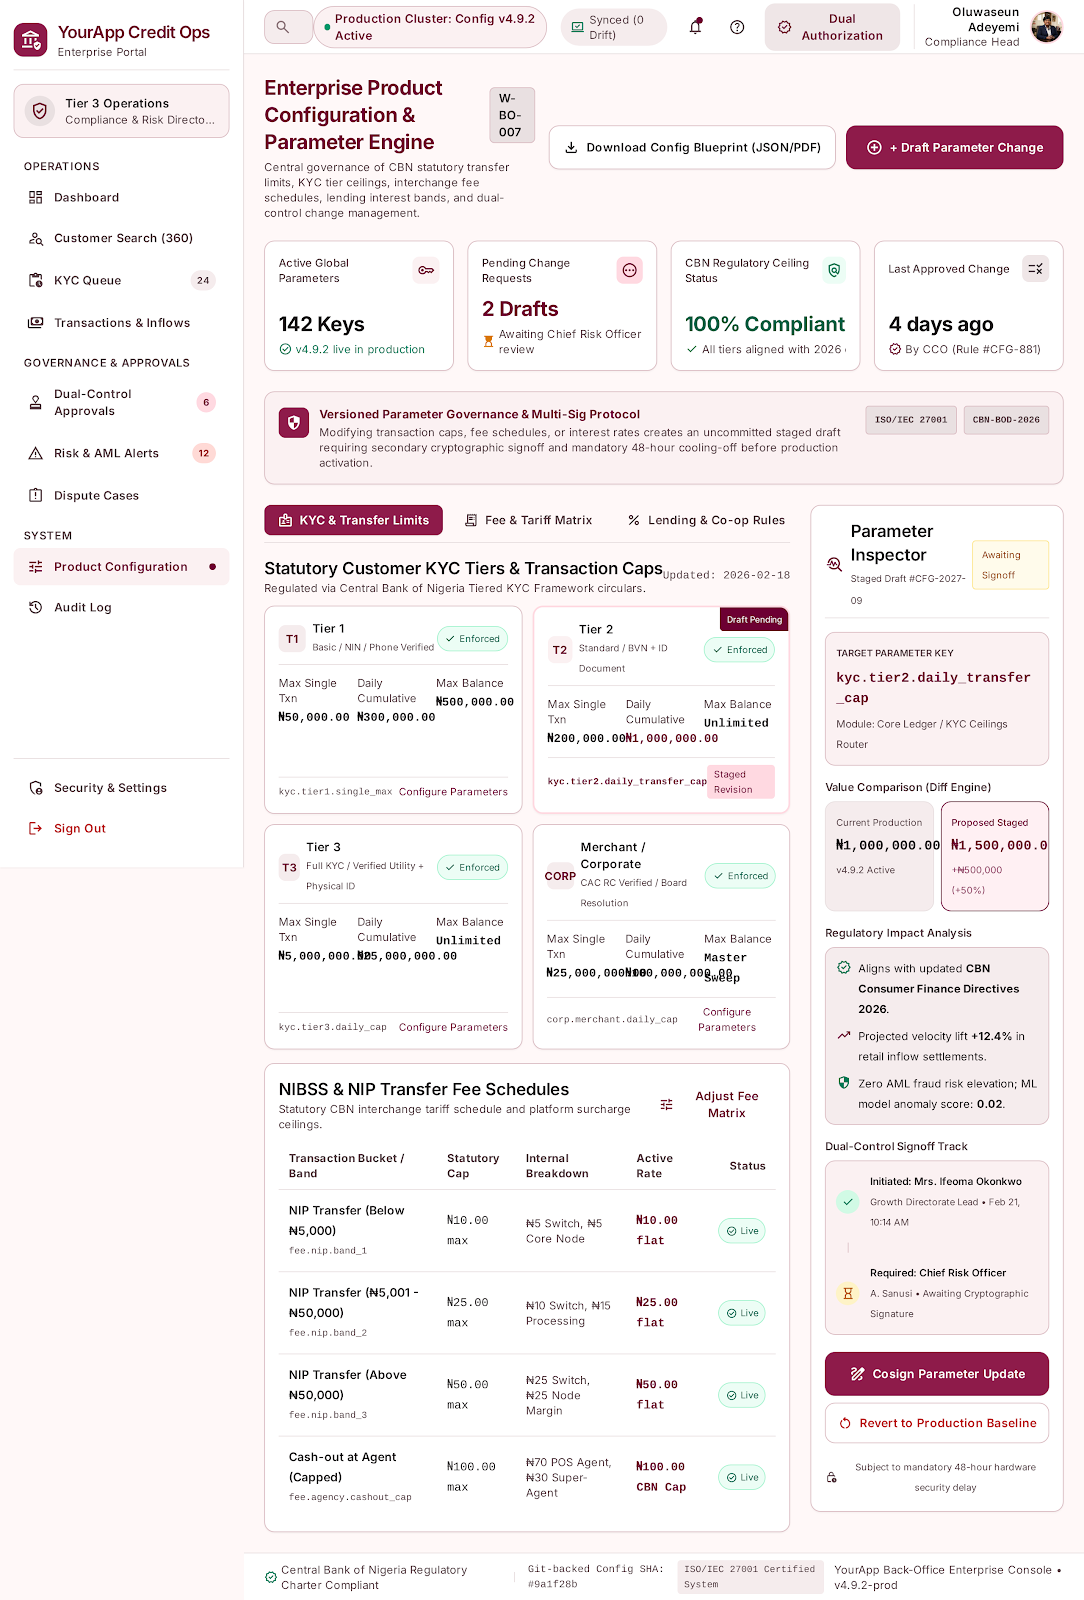 YourApp Credit Ops
Enterprise Portal
Tier 3 Operations
Compliance & Risk Directo...
OPERATIONS
Dashboard
Customer Search (360)
KYC Queue
24
Transactions & Inflows
GOVERNANCE & APPROVALS
Dual-Control
Approvals
6
Risk & AML Alerts
12
Dispute Cases
SYSTEM
Product Configuration
Audit Log
Security & Settings
Sign Out
Production Cluster: Config v4.9.2
Active
Synced (0
Drift)
Dual
Authorization
Oluwaseun
Adeyemi
Compliance Head
Enterprise Product
Configuration &
Parameter Engine
W-
BO-
007
Central governance of CBN statutory transfer
limits, KYC tier ceilings, interchange fee
schedules, lending interest bands, and dual-
control change management.
Download Config Blueprint (JSON/PDF)
+ Draft Parameter Change
Active Global
Parameters
142 Keys
v4.9.2 live in production
Pending Change
Requests
2 Drafts
Awaiting Chief Risk Officer
review
CBN Regulatory Ceiling
Status
100% Compliant
All tiers aligned with 2026
Last Approved Change
4 days ago
By CCO (Rule #CFG-881)
Versioned Parameter Governance & Multi-Sig Protocol
Modifying transaction caps, fee schedules, or interest rates creates an uncommitted staged draft
requiring secondary cryptographic signoff and mandatory 48-hour cooling-off before production
activation.
ISO/IEC 27001
CBN-BOD-2026
KYC & Transfer Limits
Fee & Tariff Matrix
Lending & Co-op Rules
Statutory Customer KYC Tiers & Transaction Caps
Updated: 2026-02-18
Regulated via Central Bank of Nigeria Tiered KYC Framework circulars.
T1
Tier 1
Basic / NIN / Phone Verified
Enforced
Max Single
Txn
₦50,000.00
Daily
Cumulative
₦300,000.00
Max Balance
₦500,000.00
kyc.tier1.single_max
Configure Parameters
Draft Pending
T2
Tier 2
Standard / BVN + ID
Document
Enforced
Max Single
Txn
₦200,000.00
Daily
Cumulative
₦1,000,000.00
Max Balance
Unlimited
kyc.tier2.daily_transfer_cap
Staged
Revision
T3
Tier 3
Full KYC / Verified Utility +
Physical ID
Enforced
Max Single
Txn
₦5,000,000.00
Daily
Cumulative
₦25,000,000.00
Max Balance
Unlimited
kyc.tier3.daily_cap
Configure Parameters
CORP
Merchant /
Corporate
CAC RC Verified / Board
Resolution
Enforced
Max Single
Txn
₦25,000,000.00
Daily
Cumulative
₦100,000,000.00
Max Balance
Master
Sweep
corp.merchant.daily_cap
Configure
Parameters
NIBSS & NIP Transfer Fee Schedules
Statutory CBN interchange tariff schedule and platform surcharge
ceilings.
Adjust Fee
Matrix
Transaction Bucket /
Band
Statutory
Cap
Internal
Breakdown
Active
Rate
Status
NIP Transfer (Below
₦5,000)
fee.nip.band_1
₦10.00
max
₦5 Switch, ₦5
Core Node
₦10.00
flat
Live
NIP Transfer (₦5,001 -
₦50,000)
fee.nip.band_2
₦25.00
max
₦10 Switch, ₦15
Processing
₦25.00
flat
Live
NIP Transfer (Above
₦50,000)
fee.nip.band_3
₦50.00
max
₦25 Switch,
₦25 Node
Margin
₦50.00
flat
Live
Cash-out at Agent
(Capped)
fee.agency.cashout_cap
₦100.00
max
₦70 POS Agent,
₦30 Super-
Agent
₦100.00
CBN Cap
Live
Parameter
Inspector
Staged Draft #CFG-2027-
09
Awaiting
Signoff
TARGET PARAMETER KEY
kyc.tier2.daily_transfer
_cap
Module: Core Ledger / KYC Ceilings
Router
Value Comparison (Diff Engine)
Current Production
₦1,000,000.00
v4.9.2 Active
Proposed Staged
₦1,500,000.0
+₦500,000
(+50%)
Regulatory Impact Analysis
Aligns with updated CBN
Consumer Finance Directives
2026.
Projected velocity lift +12.4% in
retail inflow settlements.
Zero AML fraud risk elevation; ML
model anomaly score: 0.02.
Dual-Control Signoff Track
Initiated: Mrs. Ifeoma Okonkwo
Growth Directorate Lead • Feb 21,
10:14 AM
Required: Chief Risk Officer
A. Sanusi • Awaiting Cryptographic
Signature
Cosign Parameter Update
Revert to Production Baseline
Subject to mandatory 48-hour hardware
security delay
Central Bank of Nigeria Regulatory
Charter Compliant
Git-backed Config SHA:
#9a1f28b
ISO/IEC 27001 Certified
System
YourApp Back-Office Enterprise Console •
v4.9.2-prod